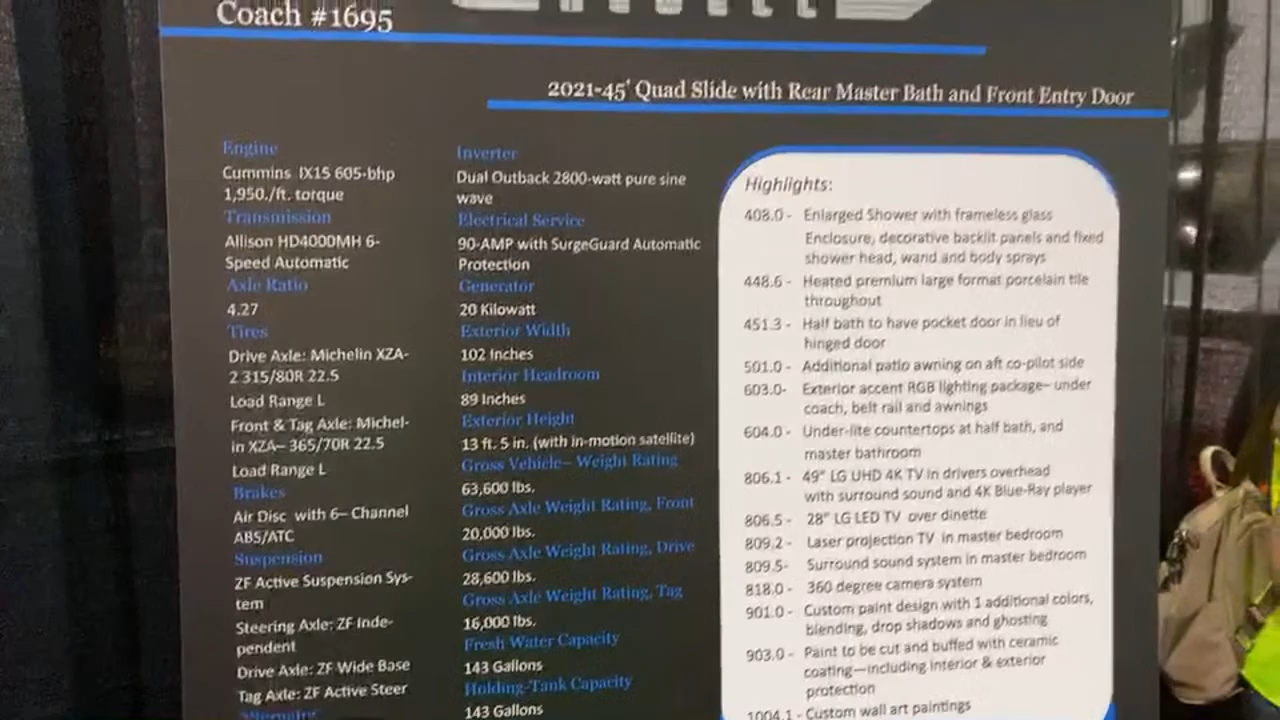 Coach #1695
2021-45' Quad Slide with Rear Master Bath and Front Entry Door
Engine
Cummins IX15 605-bhp
1,950./ft. torque
Transmission
Allison HD4000MH 6-
Speed Automatic
Axle Ratio
4.27
Tires
Drive Axle: Michelin XZA-
2 315/80R 22.5
Load Range L
Front & Tag Axle: Michel-
in XZA– 365/70R 22.5
Load Range L
Brakes
Air Disc with 6– Channel
ABS/ATC
Suspension
ZF Active Suspension Sys-
tem
Steering Axle: ZF Inde-
pendent
Drive Axle: ZF Wide Base
Tag Axle: ZF Active Steer
Alternator
Inverter
Dual Outback 2800-watt pure sine
wave
Electrical Service
90-AMP with SurgeGuard Automatic
Protection
Generator
20 Kilowatt
Exterior Width
102 Inches
Interior Headroom
89 Inches
Exterior Height
13 ft. 5 in. (with in-motion satellite)
Gross Vehicle– Weight Rating
63,600 lbs.
Gross Axle Weight Rating, Front
20,000 lbs.
Gross Axle Weight Rating, Drive
28,600 lbs.
Gross Axle Weight Rating, Tag
16,000 lbs.
Fresh Water Capacity
143 Gallons
Holding-Tank Capacity
143 Gallons
Highlights:
408.0 - Enlarged Shower with frameless glass
Enclosure, decorative backlit panels and fixed
shower head, wand and body sprays
448.6 - Heated premium large format porcelain tile
throughout
451.3 - Half bath to have pocket door in lieu of
hinged door
501.0 - Additional patio awning on aft co-pilot side
603.0- Exterior accent RGB lighting package– under
coach, belt rail and awnings
604.0 - Under-lite countertops at half bath, and
master bathroom
806.1 - 49" LG UHD 4K TV in drivers overhead
with surround sound and 4K Blue-Ray player
806.5 - 28" LG LED TV over dinette
809.2 - Laser projection TV in master bedroom
809.5- Surround sound system in master bedroom
818.0 - 360 degree camera system
901.0 - Custom paint design with 1 additional colors,
blending, drop shadows and ghosting
903.0 - Paint to be cut and buffed with ceramic
coating—including interior & exterior
protection
1004.1 - Custom wall art paintings